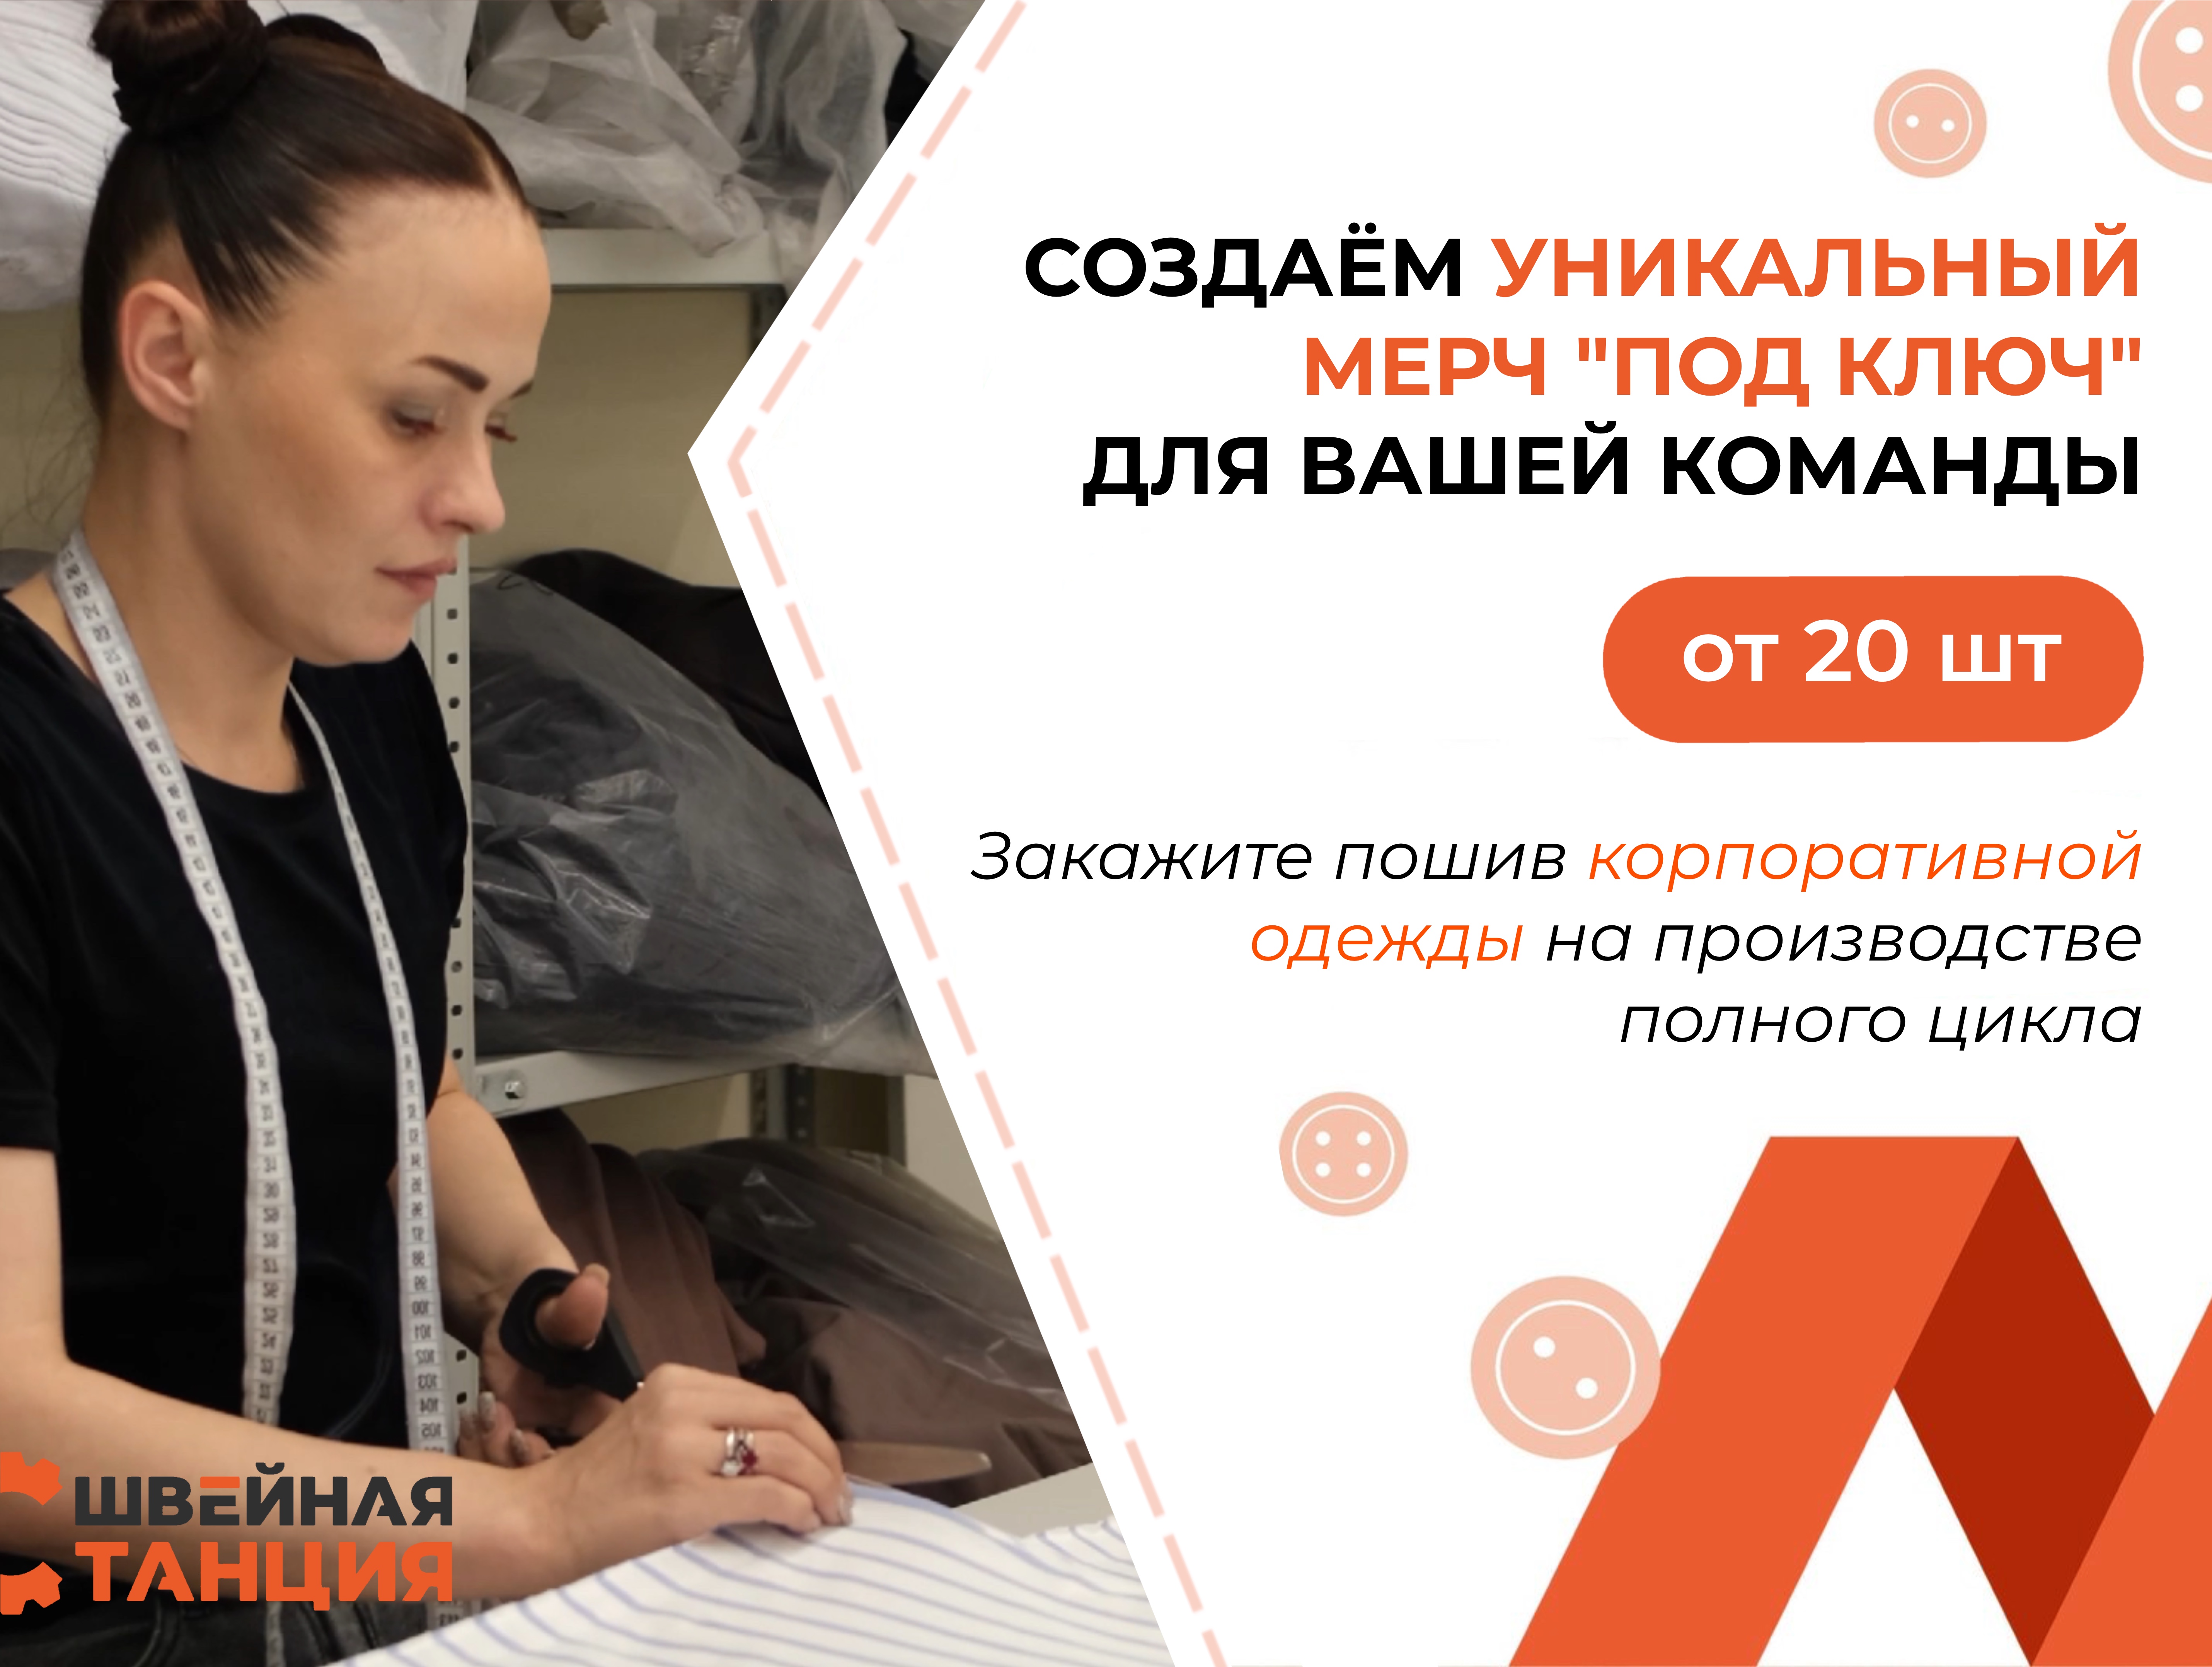 СОЗДАЁМ УНИКАЛЬНЫЙ
МЕРЧ "ПОД КЛЮЧ"
ДЛЯ ВАШЕЙ КОМАНДЫ
от 20 шт
Закажите пошив корпоративной
одежды на производстве
полного цикла
ШВЕЙНАЯ
ТАНЦИЯ